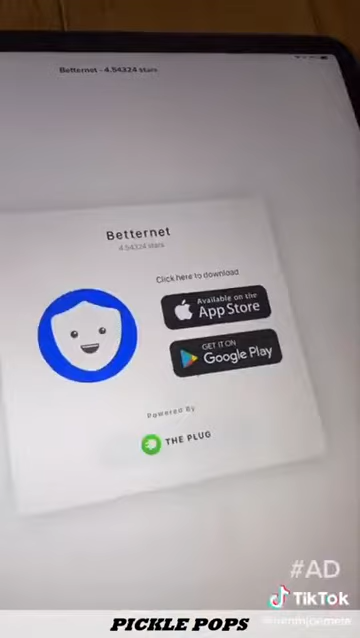 Betternet - 4.54324 stars
Betternet
4.54324 stars
Click here to download
Available on the
App Store
GET IT ON
Google Play
Powered By
THE PLUG
#AD
TikTok
PICKLE POPS